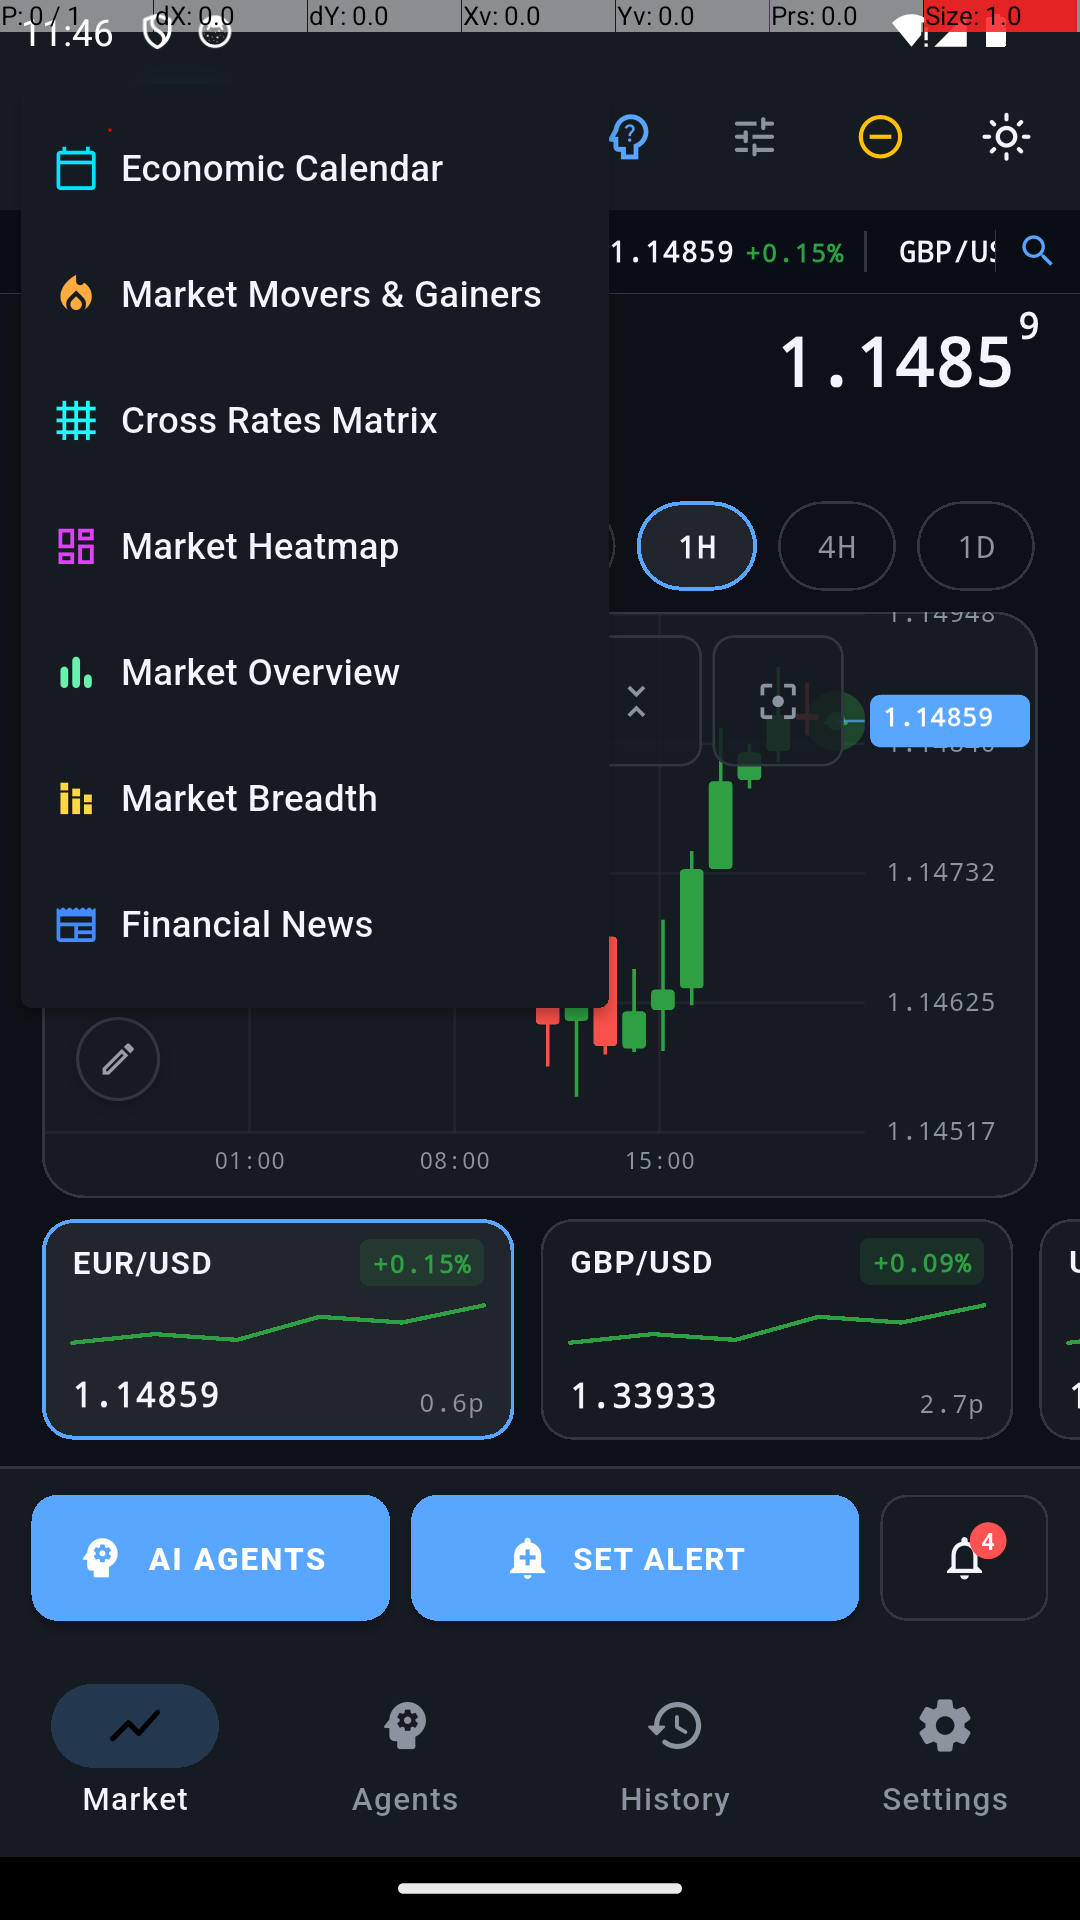 P: 0 / 1 dX: 0.0 dY: 0.0 Xv: 0.0 Yv: 0.0 Prs: 0.0 Size: 1.0
11:46
Economic Calendar
Market Movers & Gainers
Cross Rates Matrix
Market Heatmap
Market Overview
Market Breadth
Financial News
1.14859 +0.15% GBP/US
1.14859
1H 4H 1D
1.14948
1.14859
1.14732
1.14625
1.14517
01:00 08:00 15:00
EUR/USD +0.15%
1.14859 0.6p
GBP/USD +0.09%
1.33933 2.7p
AI AGENTS
SET ALERT
4
Market Agents History Settings